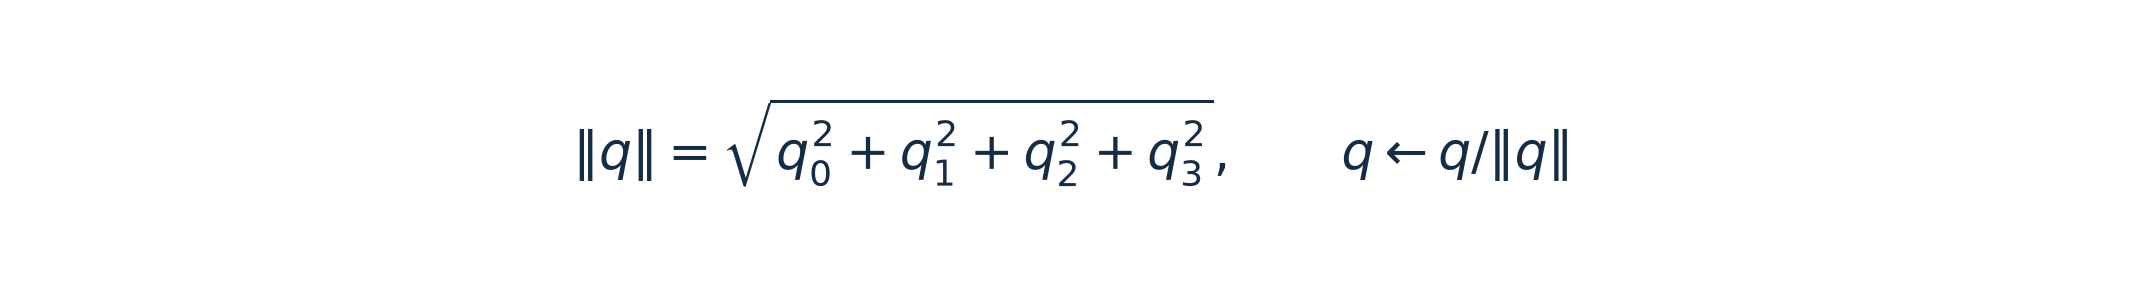 ‖q‖ = √(q₀² + q₁² + q₂² + q₃²), q ← q/‖q‖